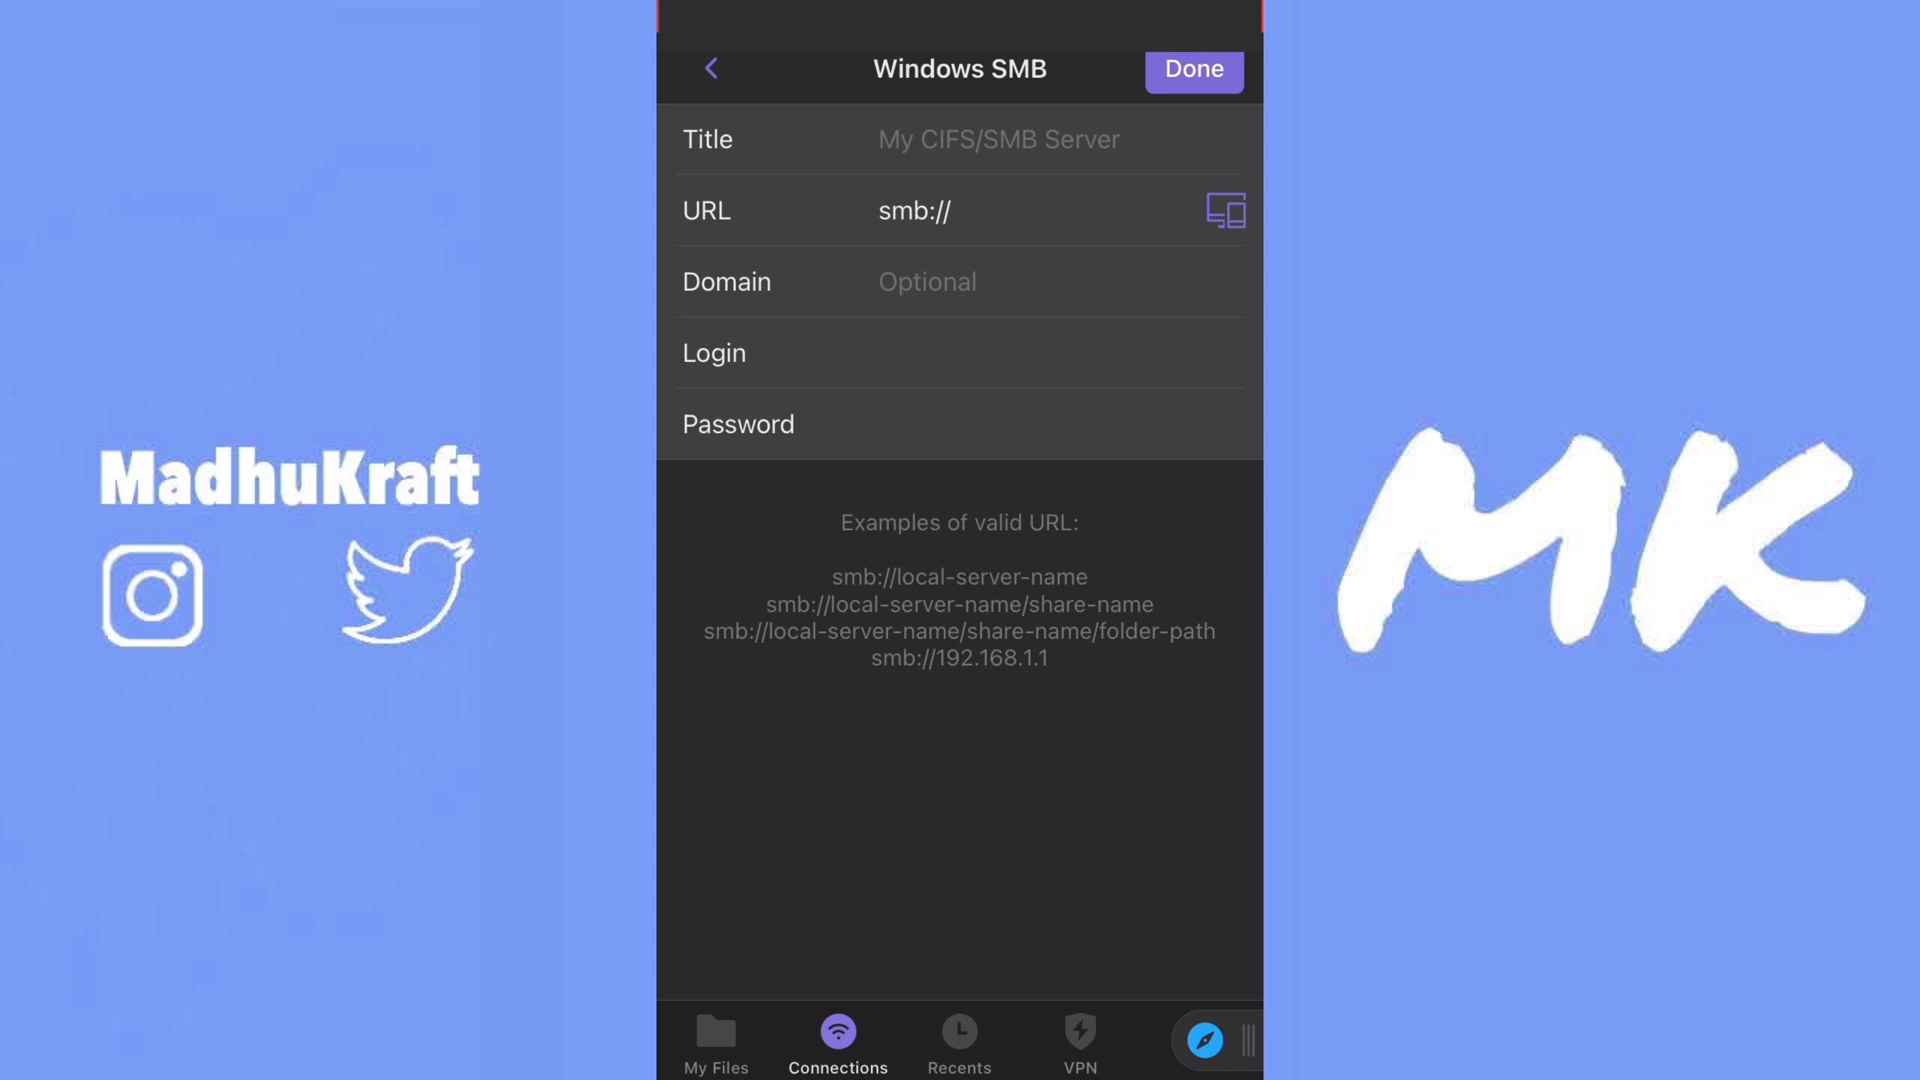 Windows SMB
Done
Title
My CIFS/SMB Server
URL
smb://
Domain
Optional
Login
Password
Examples of valid URL:
smb://local-server-name
smb://local-server-name/share-name
smb://local-server-name/share-name/folder-path
smb://192.168.1.1
My Files
Connections
Recents
VPN
MadhuKraft
MK